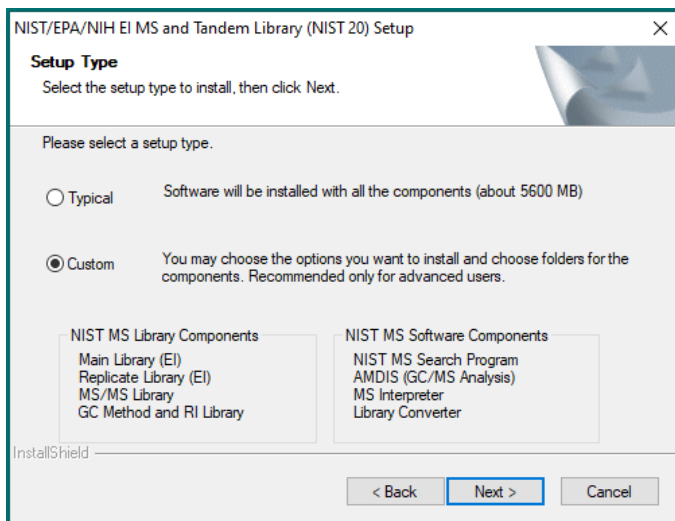 NIST/EPA/NIH EI MS and Tandem Library (NIST 20) Setup
Setup Type
Select the setup type to install, then click Next.
Please select a setup type.
Typical
Software will be installed with all the components (about 5600 MB)
Custom
You may choose the options you want to install and choose folders for the
components. Recommended only for advanced users.
NIST MS Library Components
Main Library (EI)
Replicate Library (EI)
MS/MS Library
GC Method and RI Library
NIST MS Software Components
NIST MS Search Program
AMDIS (GC/MS Analysis)
MS Interpreter
Library Converter
InstallShield
< Back
Next >
Cancel